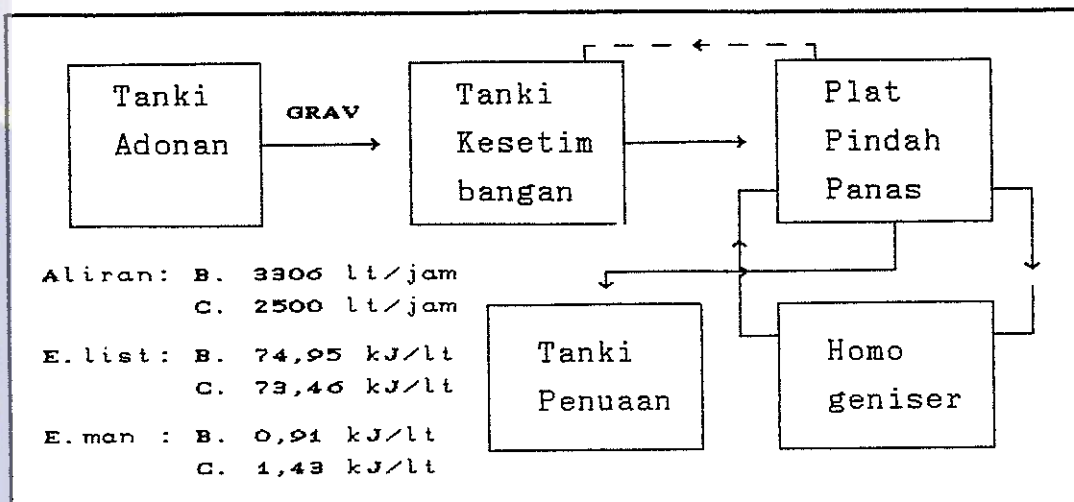 Tanki
Adonan
GRAV
Tanki
Kesetim
bangan
Plat
Pindah
Panas
Aliran: B. 3306 lt/jam
C. 2500 lt/jam
E.list: B. 74,95 kJ/lt
C. 73,46 kJ/lt
E.man : B. 0,91 kJ/lt
C. 1,43 kJ/lt
Tanki
Penuaan
Homo
geniser